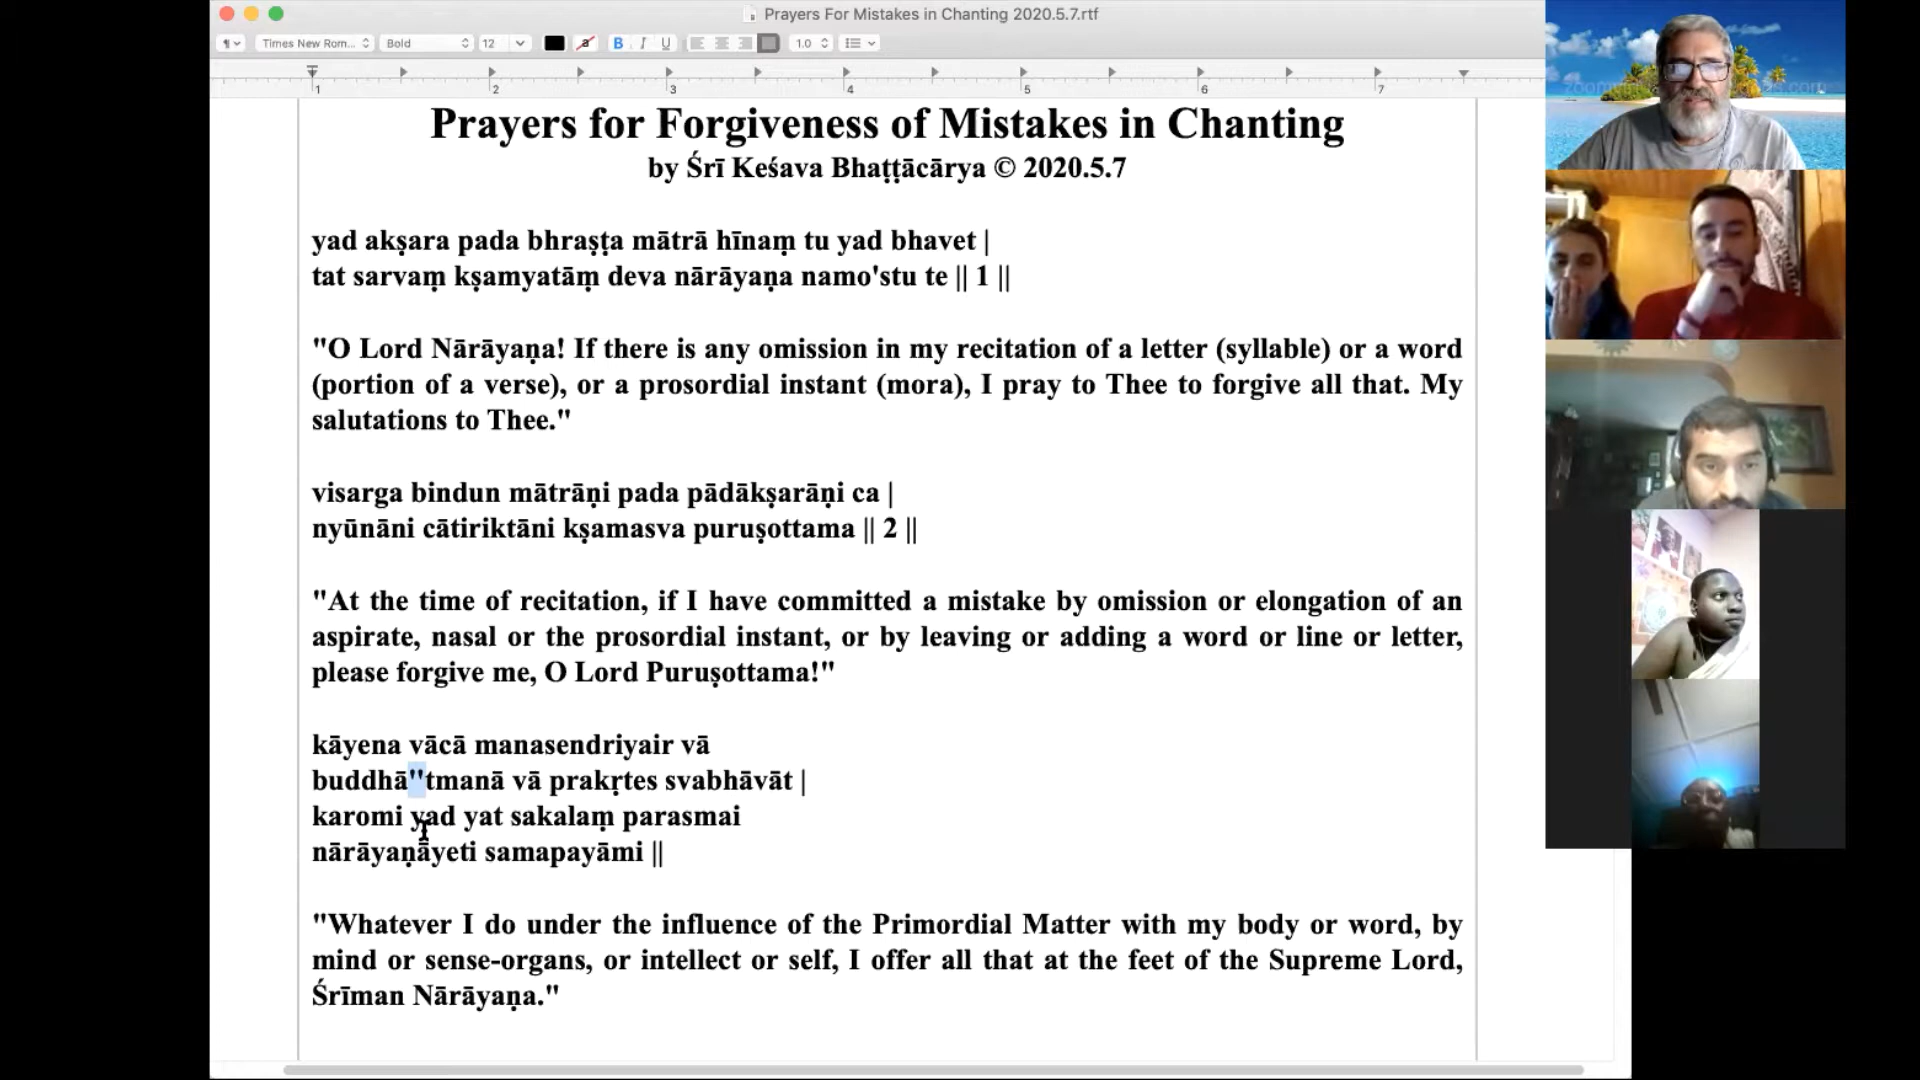 Prayers For Mistakes in Chanting 2020.5.7.rtf
Times New Rom... Bold 12 a B I U 1.0
1 2 3 4 5 6 7
Prayers for Forgiveness of Mistakes in Chanting
by Śrī Keśava Bhaṭṭācārya © 2020.5.7
yad akṣara pada bhraṣṭa mātrā hīnaṃ tu yad bhavet |
tat sarvaṃ kṣamyatāṃ deva nārāyaṇa namo'stu te || 1 ||
"O Lord Nārāyaṇa! If there is any omission in my recitation of a letter (syllable) or a word
(portion of a verse), or a prosordial instant (mora), I pray to Thee to forgive all that. My
salutations to Thee."
visarga bindun mātrāṇi pada pādākṣarāṇi ca |
nyūnāni cātiriktāni kṣamasva puruṣottama || 2 ||
"At the time of recitation, if I have committed a mistake by omission or elongation of an
aspirate, nasal or the prosordial instant, or by leaving or adding a word or line or letter,
please forgive me, O Lord Puruṣottama!"
kāyena vācā manasendriyair vā
buddhā"tmanā vā prakṛtes svabhāvāt |
karomi yad yat sakalaṃ parasmai
nārāyaṇāyeti samapayāmi ||
"Whatever I do under the influence of the Primordial Matter with my body or word, by
mind or sense-organs, or intellect or self, I offer all that at the feet of the Supreme Lord,
Śrīman Nārāyaṇa."